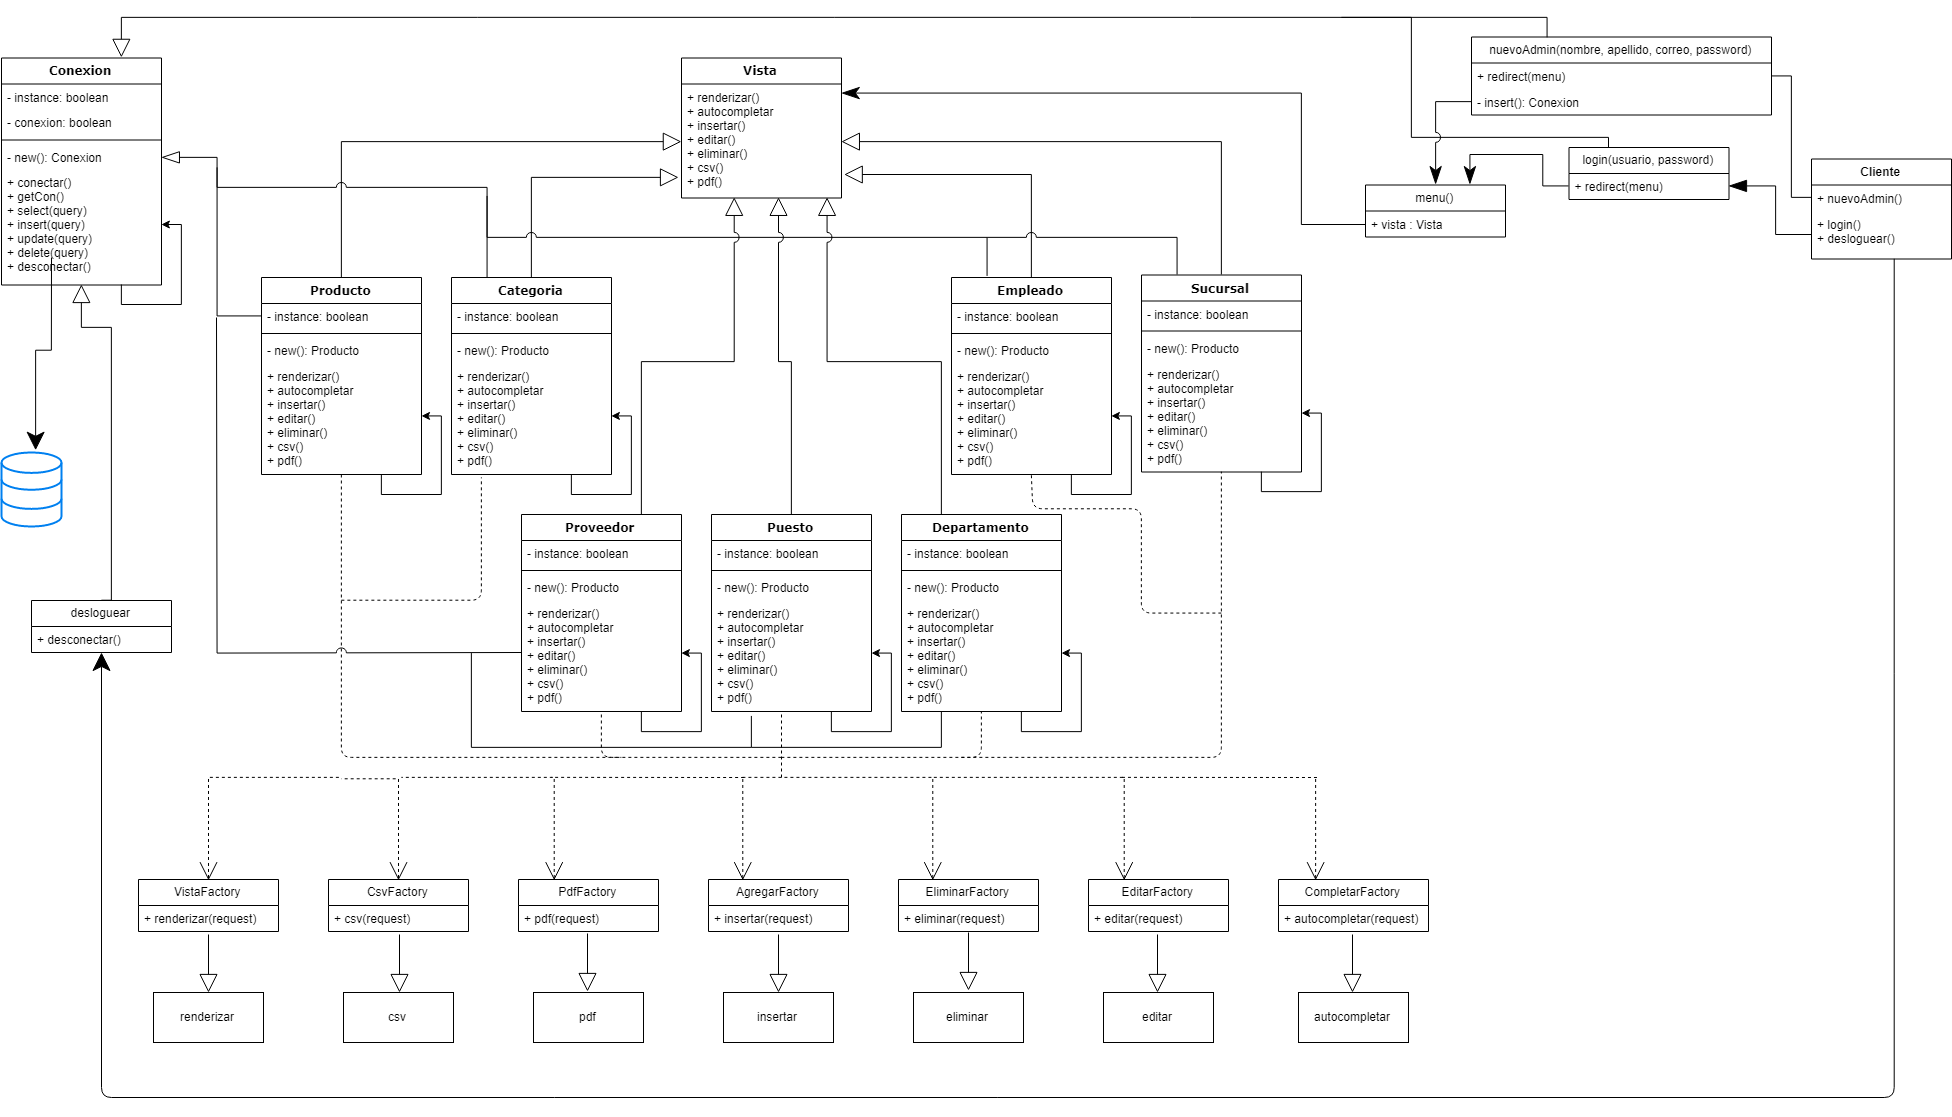 nuevoAdmin(nombre, apellido, correo, password)
+ redirect(menu)
- insert(): Conexion
Conexion
- instance: boolean
- conexion: boolean
- new(): Conexion
+ conectar()
+ getCon()
+ select(query)
+ insert(query)
+ update(query)
+ delete(query)
+ desconectar()
Vista
+ renderizar()
+ autocompletar
+ insertar()
+ editar()
+ eliminar()
+ csv()
+ pdf()
login(usuario, password)
+ redirect(menu)
Cliente
+ nuevoAdmin()
+ login()
+ desloguear()
menu()
+ vista : Vista
Producto
- instance: boolean
- new(): Producto
+ renderizar()
+ autocompletar
+ insertar()
+ editar()
+ eliminar()
+ csv()
+ pdf()
Categoria
- instance: boolean
- new(): Producto
+ renderizar()
+ autocompletar
+ insertar()
+ editar()
+ eliminar()
+ csv()
+ pdf()
Empleado
- instance: boolean
- new(): Producto
+ renderizar()
+ autocompletar
+ insertar()
+ editar()
+ eliminar()
+ csv()
+ pdf()
Sucursal
- instance: boolean
- new(): Producto
+ renderizar()
+ autocompletar
+ insertar()
+ editar()
+ eliminar()
+ csv()
+ pdf()
Proveedor
- instance: boolean
- new(): Producto
+ renderizar()
+ autocompletar
+ insertar()
+ editar()
+ eliminar()
+ csv()
+ pdf()
Puesto
- instance: boolean
- new(): Producto
+ renderizar()
+ autocompletar
+ insertar()
+ editar()
+ eliminar()
+ csv()
+ pdf()
Departamento
- instance: boolean
- new(): Producto
+ renderizar()
+ autocompletar
+ insertar()
+ editar()
+ eliminar()
+ csv()
+ pdf()
desloguear
+ desconectar()
VistaFactory
+ renderizar(request)
CsvFactory
+ csv(request)
PdfFactory
+ pdf(request)
AgregarFactory
+ insertar(request)
EliminarFactory
+ eliminar(request)
EditarFactory
+ editar(request)
CompletarFactory
+ autocompletar(request)
renderizar
csv
pdf
insertar
eliminar
editar
autocompletar